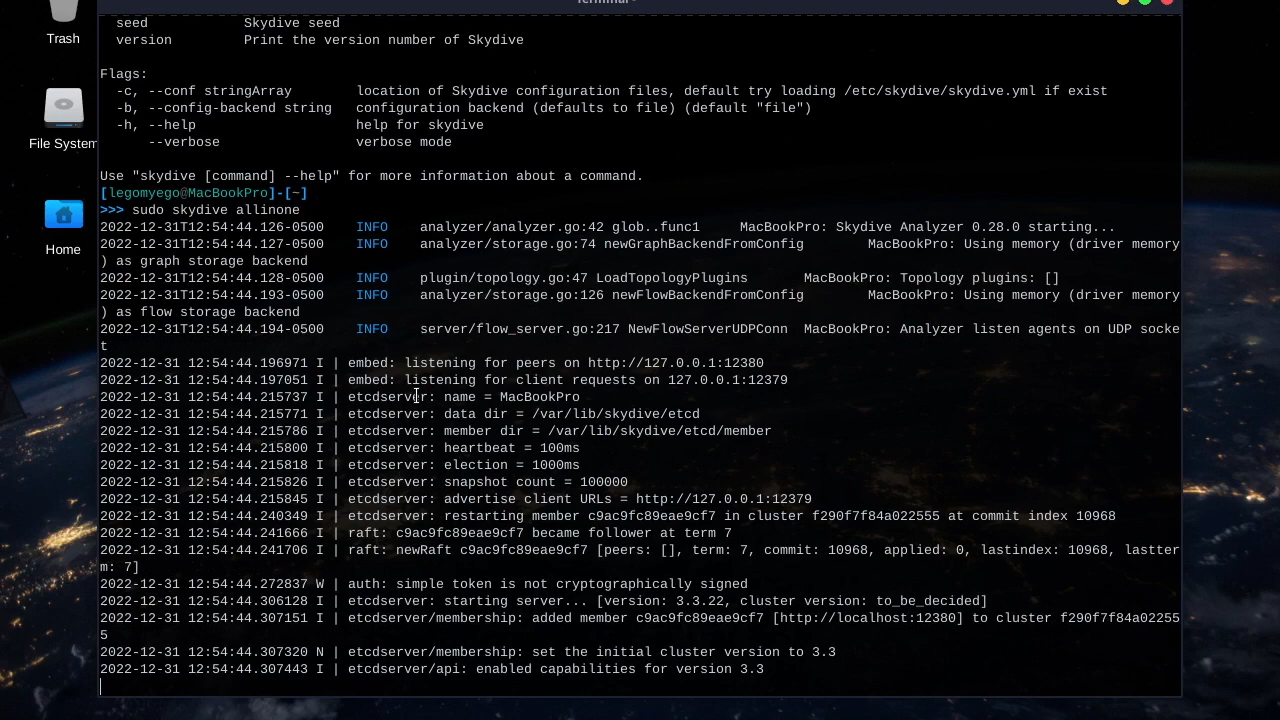 Terminal -
Trash
File System
Home
seed            Skydive seed
version         Print the version number of Skydive
Flags:
-c, --conf stringArray        location of Skydive configuration files, default try loading /etc/skydive/skydive.yml if exist
-b, --config-backend string   configuration backend (defaults to file) (default "file")
-h, --help                    help for skydive
--verbose                 verbose mode
Use "skydive [command] --help" for more information about a command.
[legomyego@MacBookPro]-[~]
>>> sudo skydive allinone
2022-12-31T12:54:44.126-0500    INFO    analyzer/analyzer.go:42 glob..func1     MacBookPro: Skydive Analyzer 0.28.0 starting...
2022-12-31T12:54:44.127-0500    INFO    analyzer/storage.go:74 newGraphBackendFromConfig        MacBookPro: Using memory (driver memory
) as graph storage backend
2022-12-31T12:54:44.128-0500    INFO    plugin/topology.go:47 LoadTopologyPlugins       MacBookPro: Topology plugins: []
2022-12-31T12:54:44.193-0500    INFO    analyzer/storage.go:126 newFlowBackendFromConfig        MacBookPro: Using memory (driver memory
) as flow storage backend
2022-12-31T12:54:44.194-0500    INFO    server/flow_server.go:217 NewFlowServerUDPConn  MacBookPro: Analyzer listen agents on UDP socke
t
2022-12-31 12:54:44.196971 I | embed: listening for peers on http://127.0.0.1:12380
2022-12-31 12:54:44.197051 I | embed: listening for client requests on 127.0.0.1:12379
2022-12-31 12:54:44.215737 I | etcdserver: name = MacBookPro
2022-12-31 12:54:44.215771 I | etcdserver: data dir = /var/lib/skydive/etcd
2022-12-31 12:54:44.215786 I | etcdserver: member dir = /var/lib/skydive/etcd/member
2022-12-31 12:54:44.215800 I | etcdserver: heartbeat = 100ms
2022-12-31 12:54:44.215818 I | etcdserver: election = 1000ms
2022-12-31 12:54:44.215826 I | etcdserver: snapshot count = 100000
2022-12-31 12:54:44.215845 I | etcdserver: advertise client URLs = http://127.0.0.1:12379
2022-12-31 12:54:44.240349 I | etcdserver: restarting member c9ac9fc89eae9cf7 in cluster f290f7f84a022555 at commit index 10968
2022-12-31 12:54:44.241666 I | raft: c9ac9fc89eae9cf7 became follower at term 7
2022-12-31 12:54:44.241706 I | raft: newRaft c9ac9fc89eae9cf7 [peers: [], term: 7, commit: 10968, applied: 0, lastindex: 10968, lastter
m: 7]
2022-12-31 12:54:44.272837 W | auth: simple token is not cryptographically signed
2022-12-31 12:54:44.306128 I | etcdserver: starting server... [version: 3.3.22, cluster version: to_be_decided]
2022-12-31 12:54:44.307151 I | etcdserver/membership: added member c9ac9fc89eae9cf7 [http://localhost:12380] to cluster f290f7f84a02255
5
2022-12-31 12:54:44.307320 N | etcdserver/membership: set the initial cluster version to 3.3
2022-12-31 12:54:44.307443 I | etcdserver/api: enabled capabilities for version 3.3